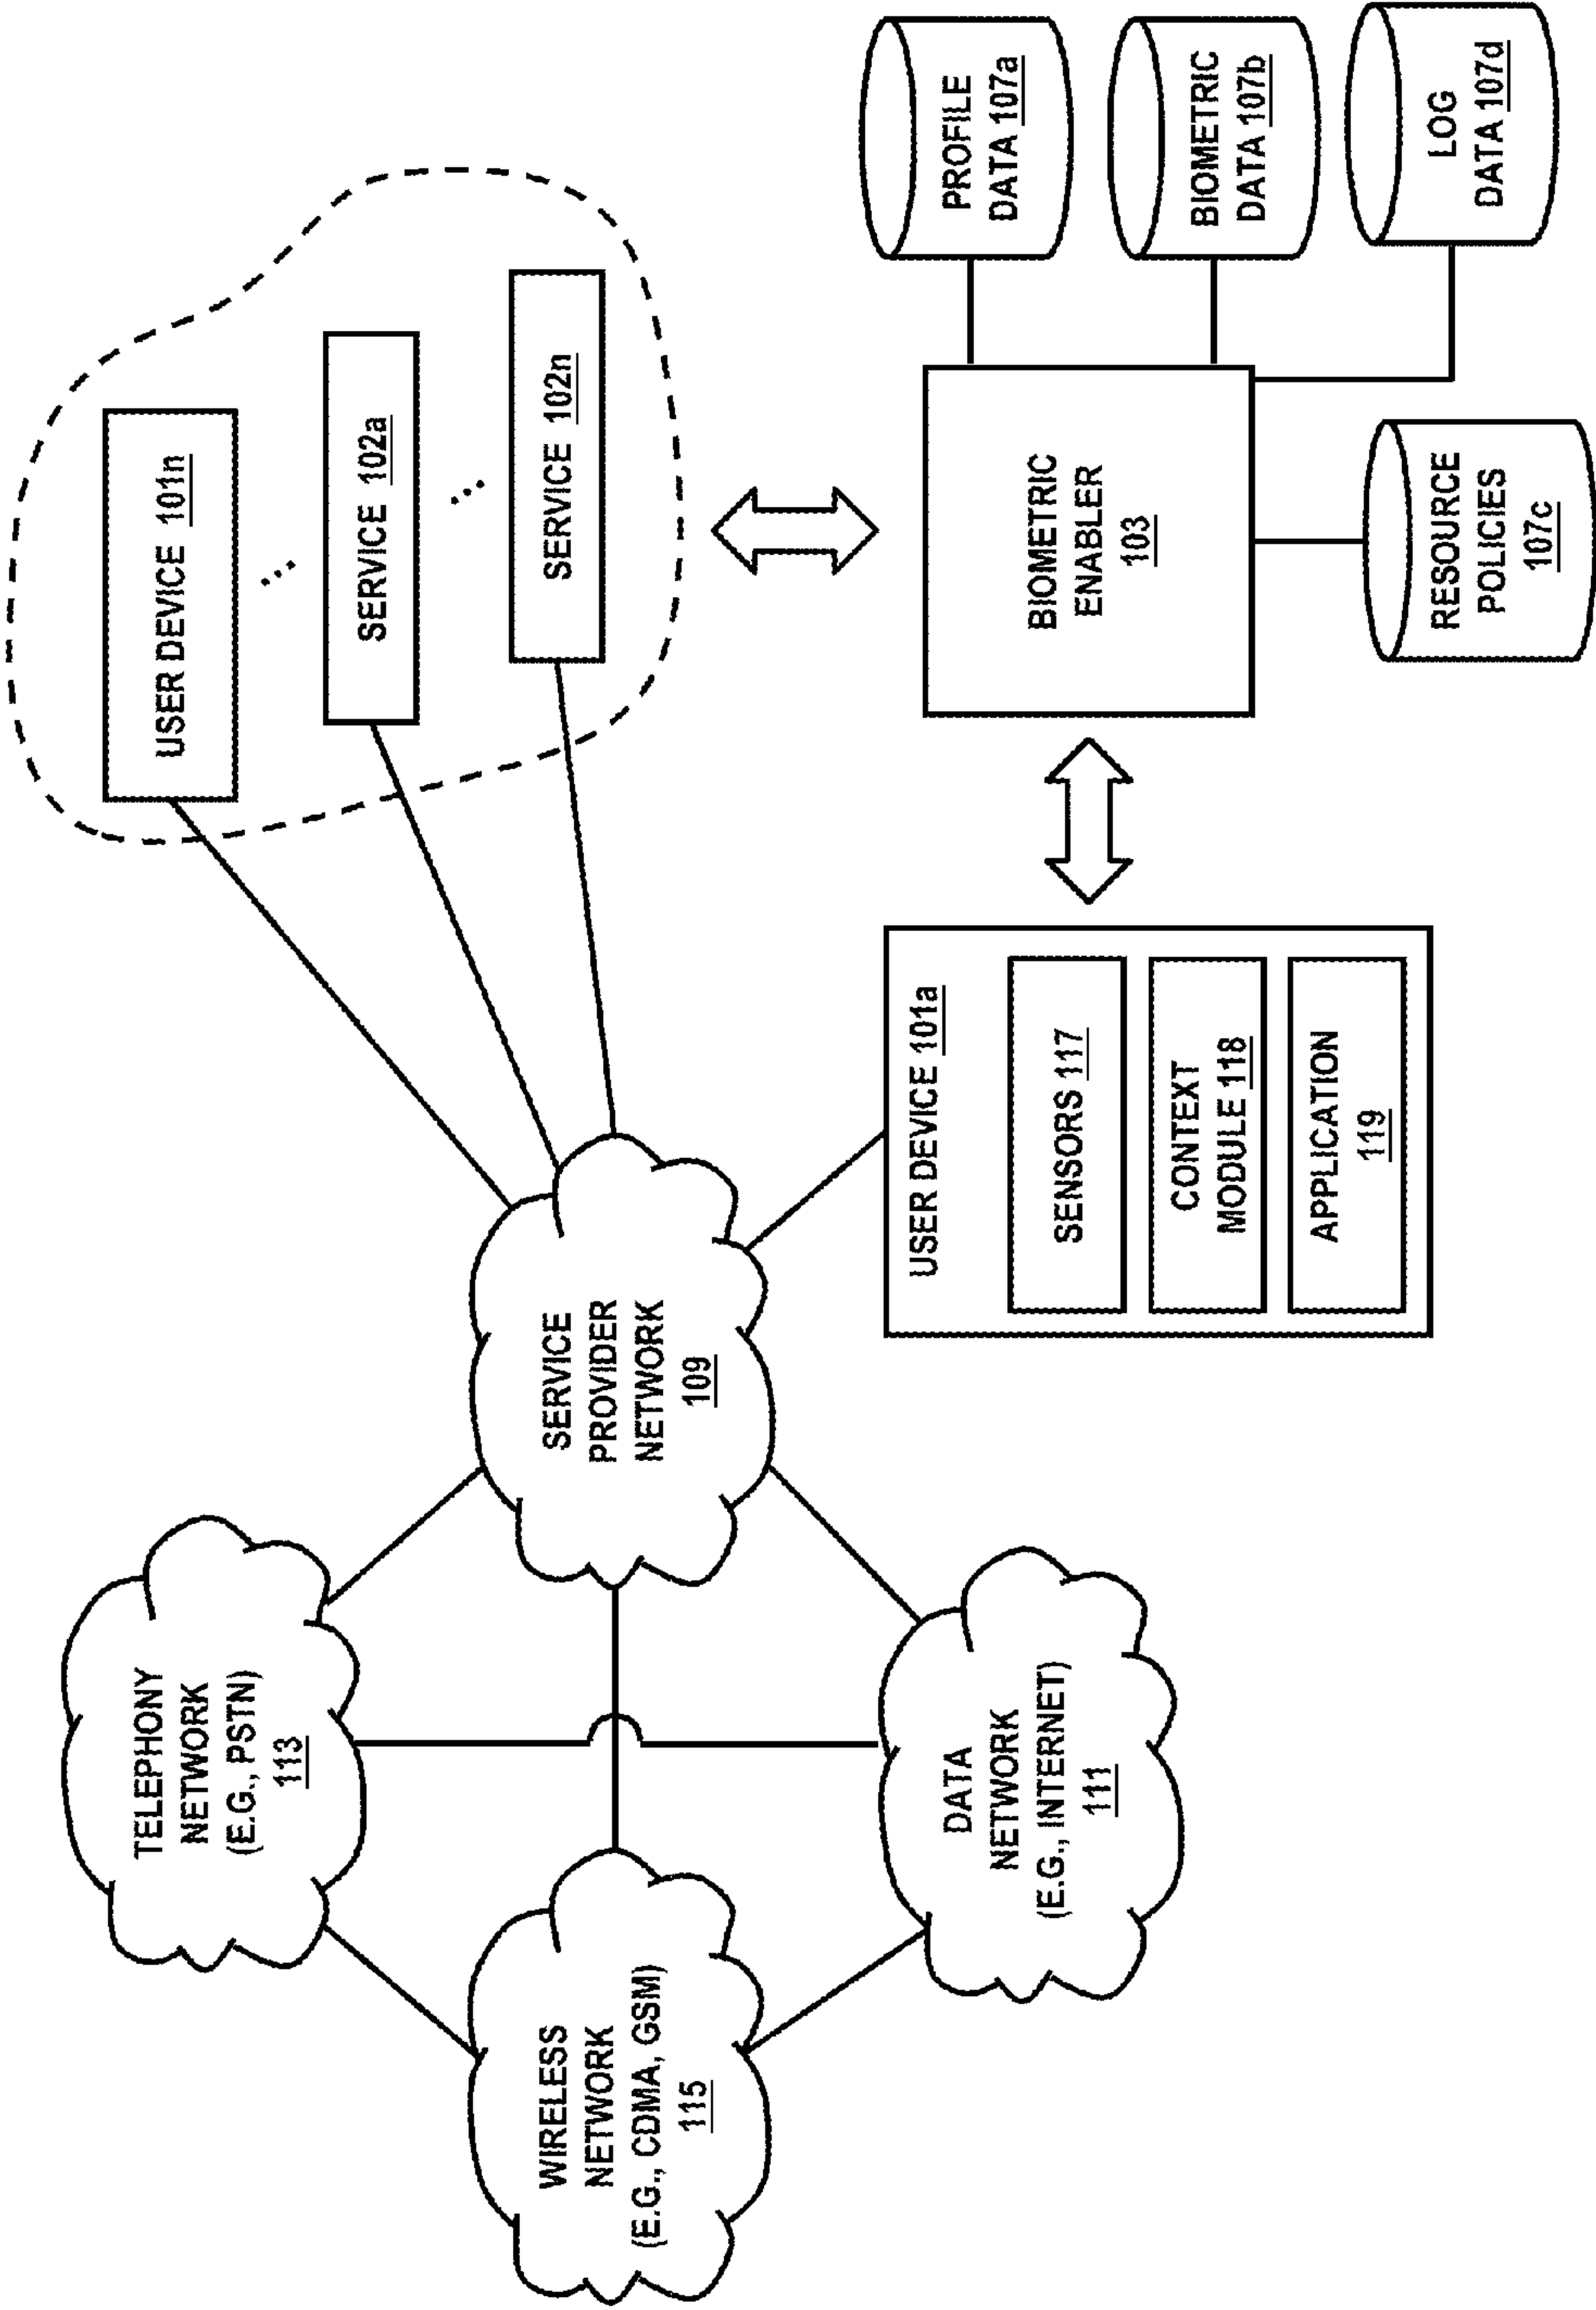 TELEPHONY
NETWORK
(E.G., PSTN)
113
WIRELESS
NETWORK
(E.G., CDMA, GSM)
115
DATA
NETWORK
(E.G., INTERNET)
111
SERVICE
PROVIDER
NETWORK
109
USER DEVICE 101n
...
SERVICE 102a
...
SERVICE 102n
USER DEVICE 101a
SENSORS 117
CONTEXT
MODULE 118
APPLICATION
119
BIOMETRIC
ENABLER
103
PROFILE
DATA 107a
BIOMETRIC
DATA 107b
LOG
DATA 107d
RESOURCE
POLICIES
107c